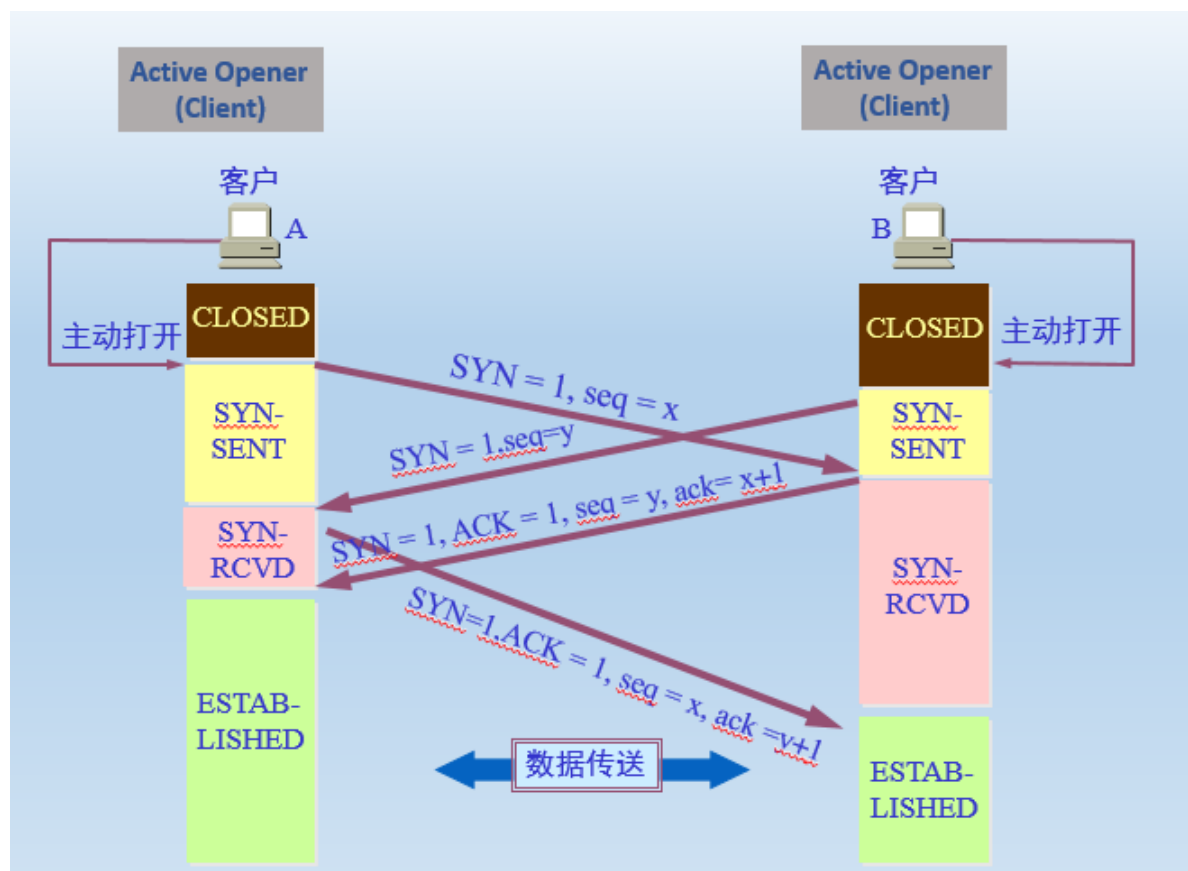 Active Opener
(Client)
Active Opener
(Client)
客户
客户
A
B
CLOSED
CLOSED
主动打开
主动打开
SYN = 1, seq = x
SYN-
SENT
SYN-
SENT
SYN = 1,seq=y
SYN = 1, ACK = 1, seq = y, ack= x+1
SYN-
RCVD
SYN-
RCVD
SYN=1,ACK = 1, seq = x, ack =y+1
ESTAB-
LISHED
数据传送
ESTAB-
LISHED